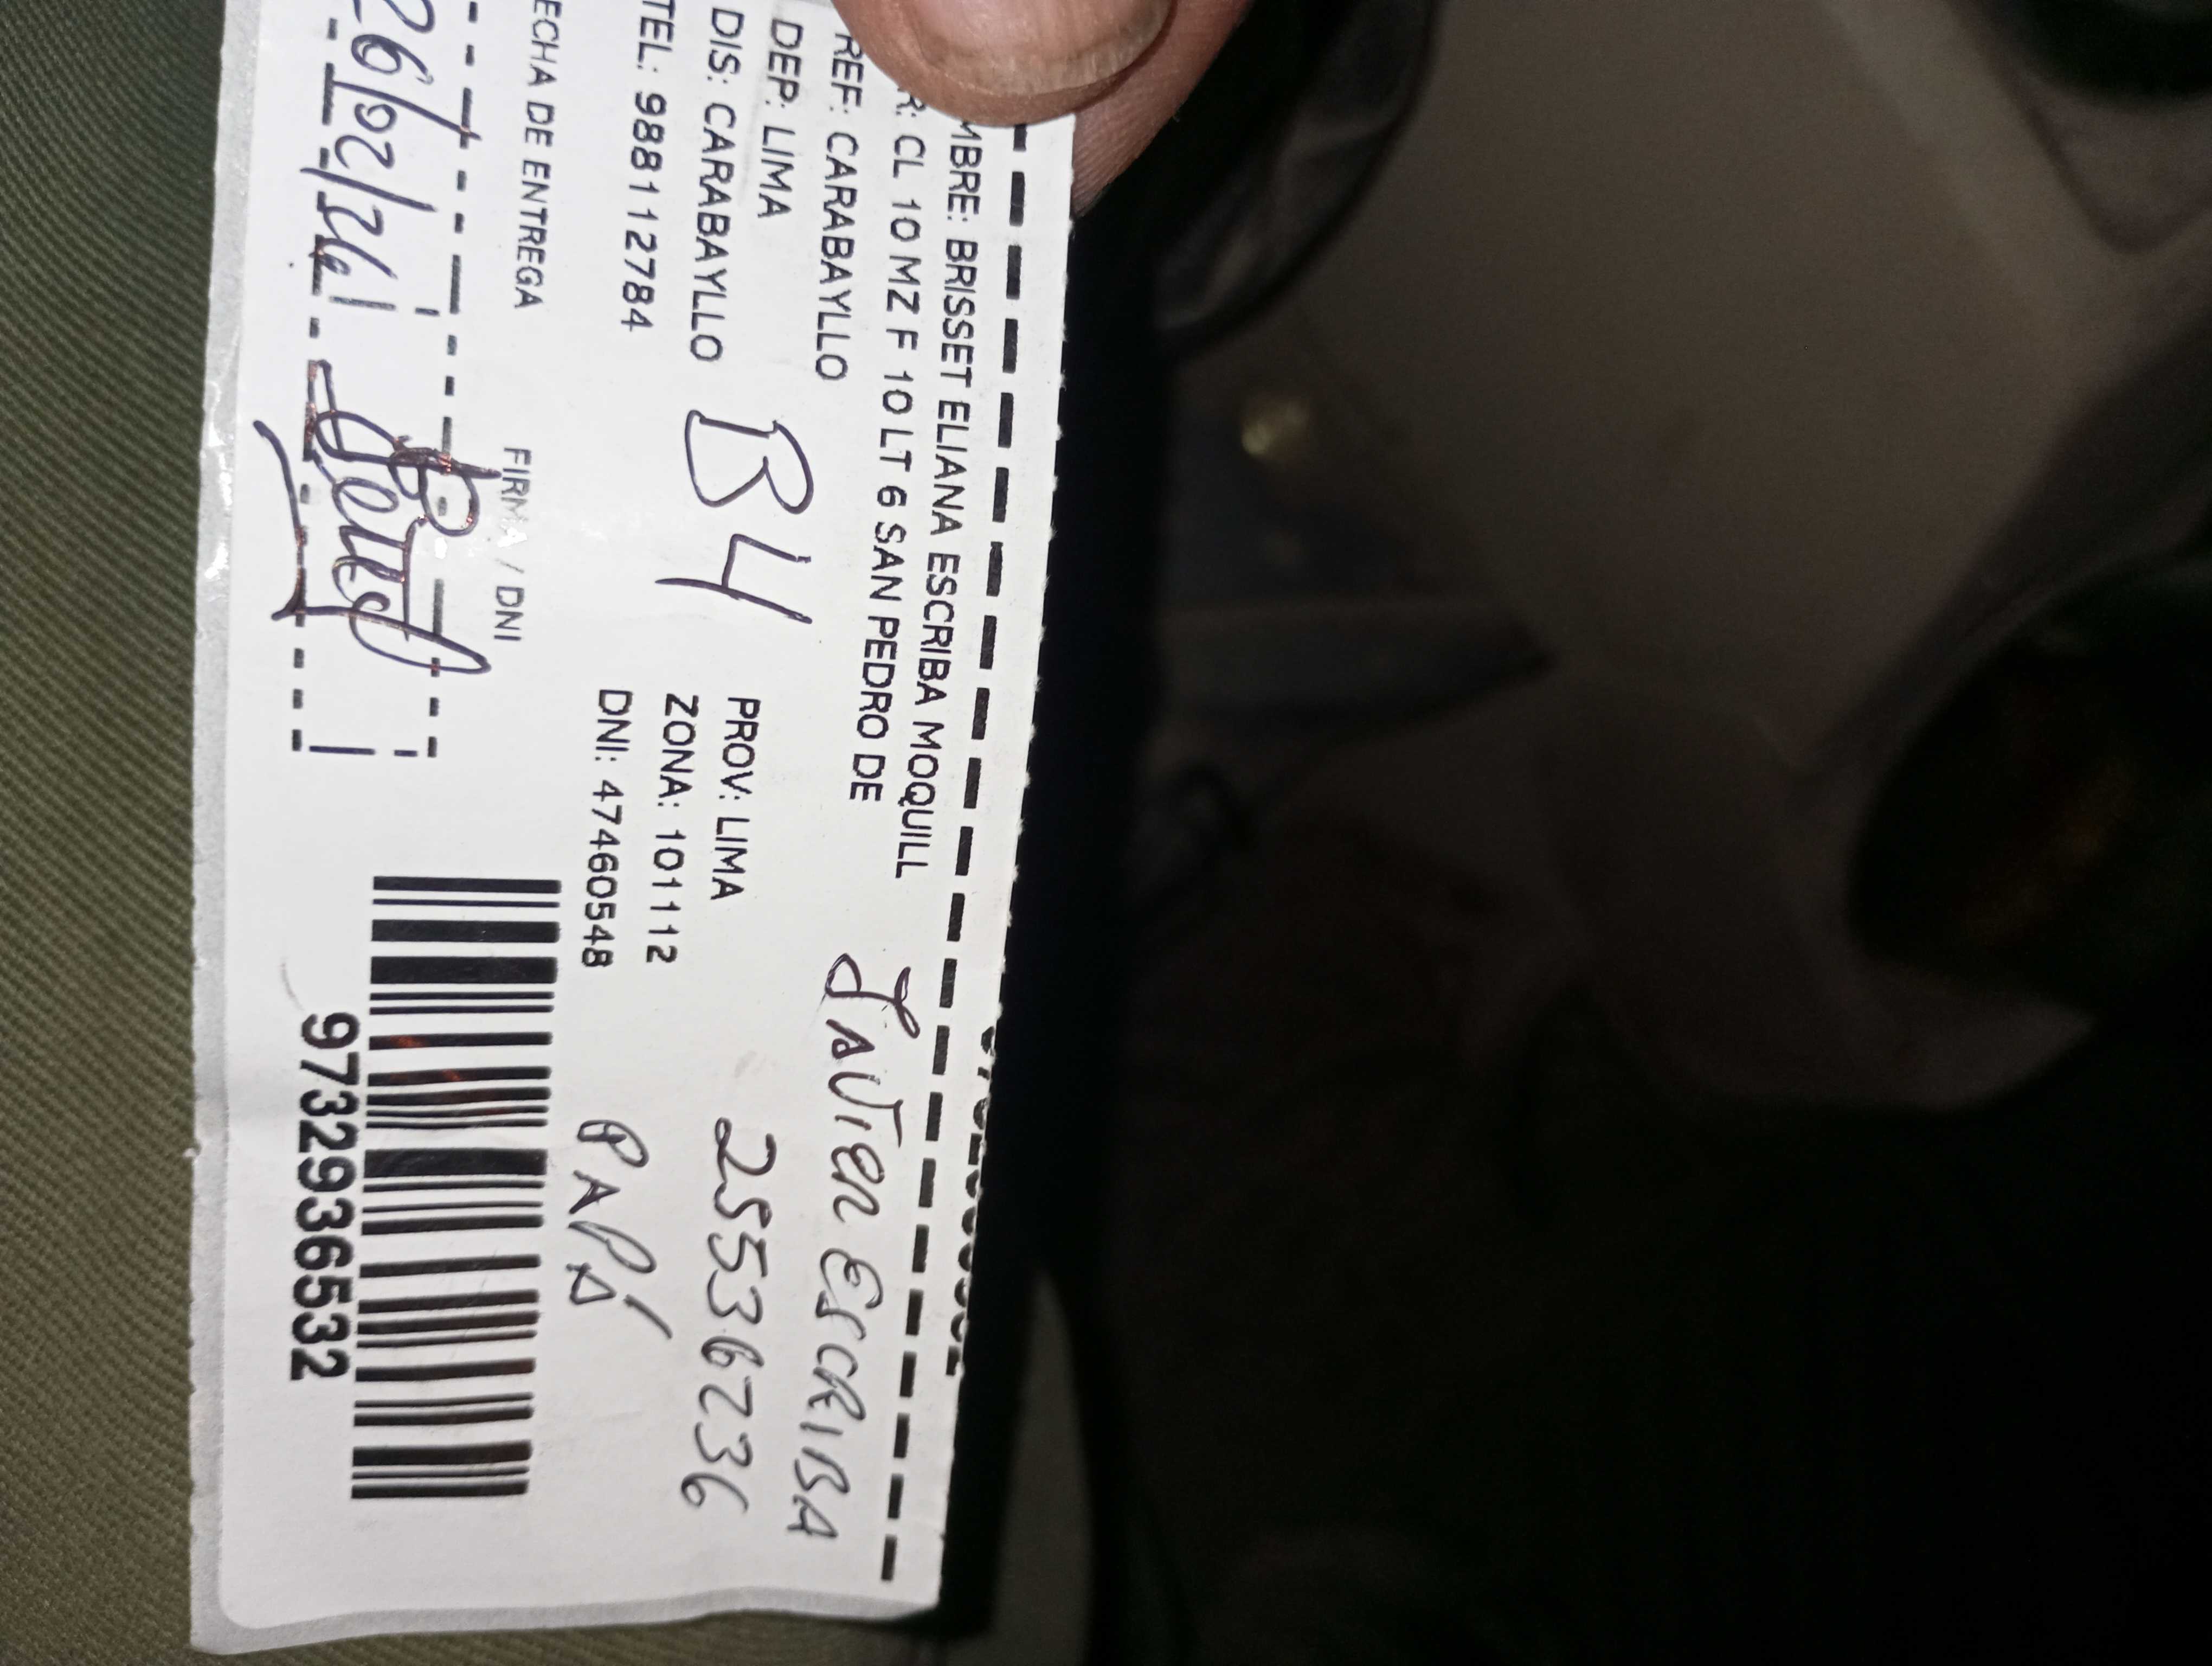 MBRE: BRISSET ELIANA ESCRIBA MOQUILL
R: CL 10 MZ F 10 LT 6 SAN PEDRO DE
JAVIER ESCRIBA
REF: CARABAYLLO
DEP: LIMA
PROV: LIMA
25536236
DIS: CARABAYLLO
B4
ZONA: 101112
TEL: 988112784
DNI: 47460548
PAPÁ
ECHA DE ENTREGA
FIRMA / DNI
26/02/24
97329936532